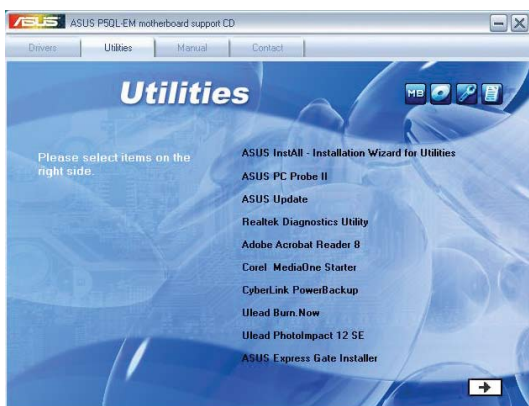 ASUS ASUS P5QL-EM motherboard support CD
Drivers Utilities Manual Contact
Utilities
MB
Please select items on the
right side.
ASUS InstAll - Installation Wizard for Utilities
ASUS PC Probe II
ASUS Update
Realtek Diagnostics Utility
Adobe Acrobat Reader 8
Corel MediaOne Starter
CyberLink PowerBackup
Ulead Burn.Now
Ulead PhotoImpact 12 SE
ASUS Express Gate Installer